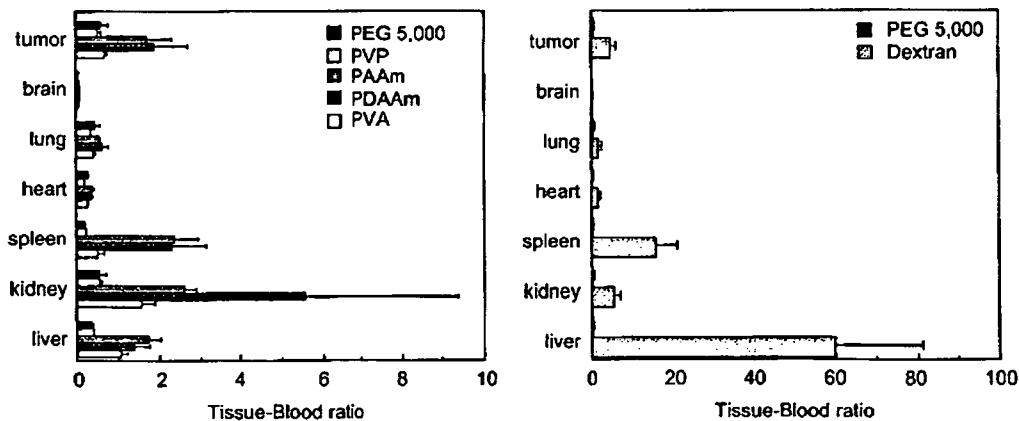 tumor
brain
lung
heart
spleen
kidney
liver
PEG 5,000
PVP
PAAm
PDAAm
PVA
0 2 4 6 8 10
Tissue-Blood ratio
tumor
brain
lung
heart
spleen
kidney
liver
PEG 5,000
Dextran
0 20 40 60 80 100
Tissue-Blood ratio